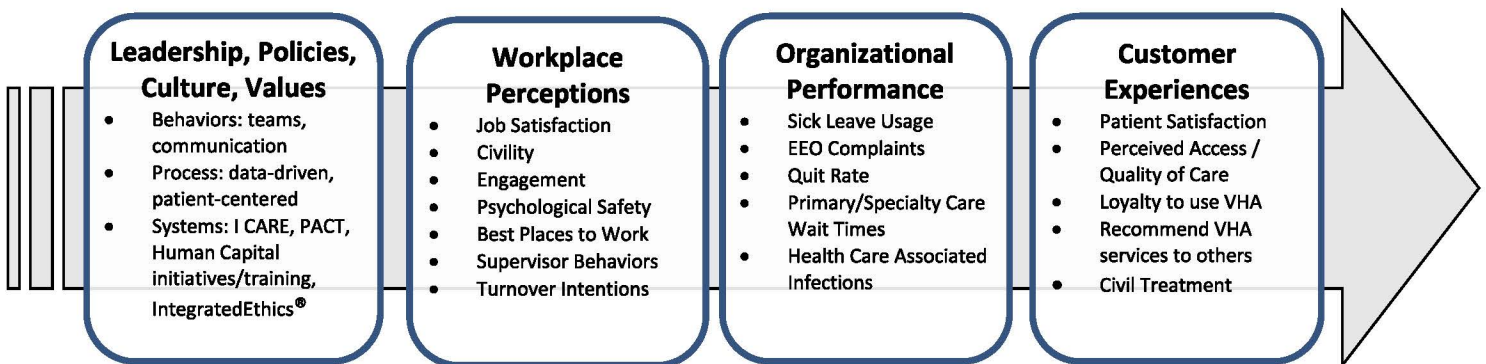 Leadership, Policies,
Culture, Values
• Behaviors: teams,
communication
• Process: data-driven,
patient-centered
• Systems: I CARE, PACT,
Human Capital
initiatives/training,
IntegratedEthics®
Workplace
Perceptions
• Job Satisfaction
• Civility
• Engagement
• Psychological Safety
• Best Places to Work
• Supervisor Behaviors
• Turnover Intentions
Organizational
Performance
• Sick Leave Usage
• EEO Complaints
• Quit Rate
• Primary/Specialty Care
Wait Times
• Health Care Associated
Infections
Customer
Experiences
• Patient Satisfaction
• Perceived Access /
Quality of Care
• Loyalty to use VHA
• Recommend VHA
services to others
• Civil Treatment